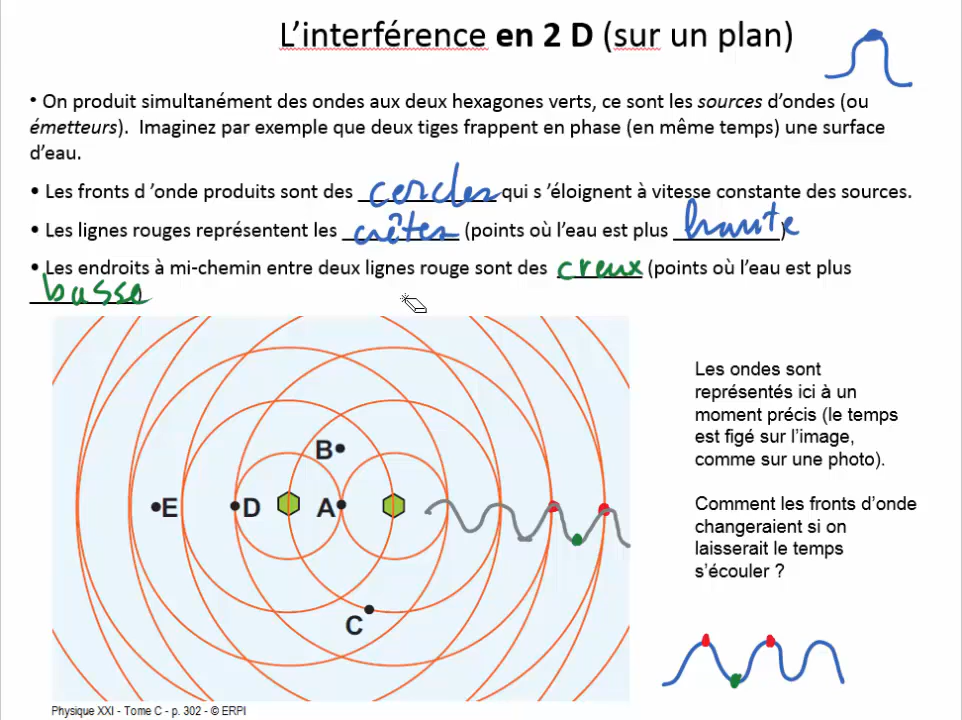 L'interférence en 2 D (sur un plan)
• On produit simultanément des ondes aux deux hexagones verts, ce sont les sources d'ondes (ou
émetteurs). Imaginez par exemple que deux tiges frappent en phase (en même temps) une surface
d'eau.
• Les fronts d 'onde produits sont des cercles qui s 'éloignent à vitesse constante des sources.
• Les lignes rouges représentent les crêtes (points où l'eau est plus haute)
• Les endroits à mi-chemin entre deux lignes rouge sont des creux (points où l'eau est plus
basse)
Les ondes sont
représentés ici à un
moment précis (le temps
est figé sur l'image,
comme sur une photo).
Comment les fronts d'onde
changeraient si on
laisserait le temps
s'écouler ?
B
E
D
A
C
Physique XXI - Tome C - p. 302 - © ERPI